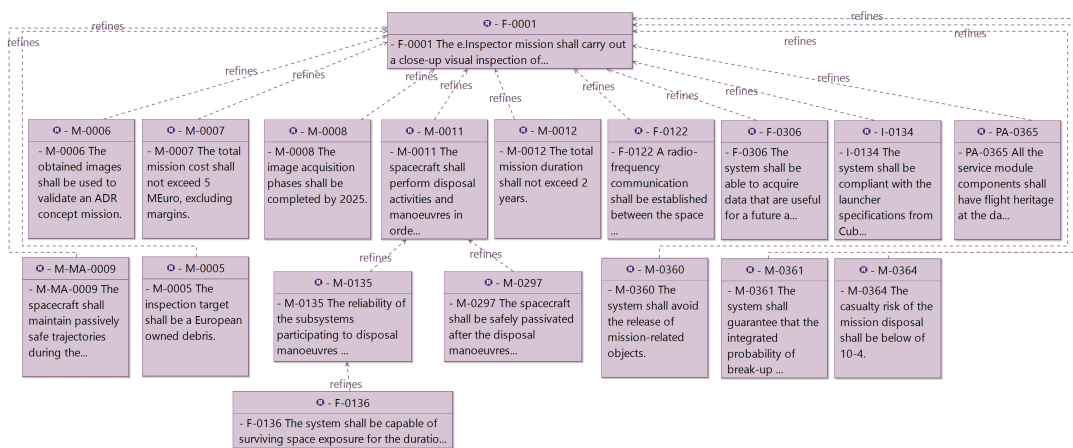 - F-0001
- F-0001 The e.Inspector mission shall carry out
a close-up visual inspection of...
refines
refines
refines
refines
refines
refines
refines
refines
refines
refines
refines
refines
refines
refines
- M-0006
- M-0006 The
obtained images
shall be used to
validate an ADR
concept mission.
- M-0007
- M-0007 The total
mission cost shall
not exceed 5
MEuro, excluding
margins.
- M-0008
- M-0008 The
image acquisition
phases shall be
completed by 2025.
- M-0011
- M-0011 The
spacecraft shall
perform disposal
activities and
manoeuvres in
orde...
- M-0012
- M-0012 The total
mission duration
shall not exceed 2
years.
- F-0122
- F-0122 A radio-
frequency
communication
shall be established
between the space
...
- F-0306
- F-0306 The
system shall be
able to acquire
data that are useful
for a future a...
- I-0134
- I-0134 The
system shall be
compliant with the
launcher
specifications from
Cub...
- PA-0365
- PA-0365 All the
service module
components shall
have flight heritage
at the da...
refines
refines
- M-MA-0009
- M-MA-0009 The
spacecraft shall
maintain passively
safe trajectories
during the...
- M-0005
- M-0005 The
inspection target
shall be a European
owned debris.
- M-0135
- M-0135 The reliability of
the subsystems
participating to disposal
manoeuvres ...
- M-0297
- M-0297 The spacecraft
shall be safely passivated
after the disposal
manoeuvres...
- M-0360
- M-0360 The
system shall avoid
the release of
mission-related
objects.
- M-0361
- M-0361 The
system shall
guarantee that the
integrated
probability of
break-up ...
- M-0364
- M-0364 The
casualty risk of the
mission disposal
shall be below of
10-4.
refines
- F-0136
- F-0136 The system shall be capable of
surviving space exposure for the duratio...